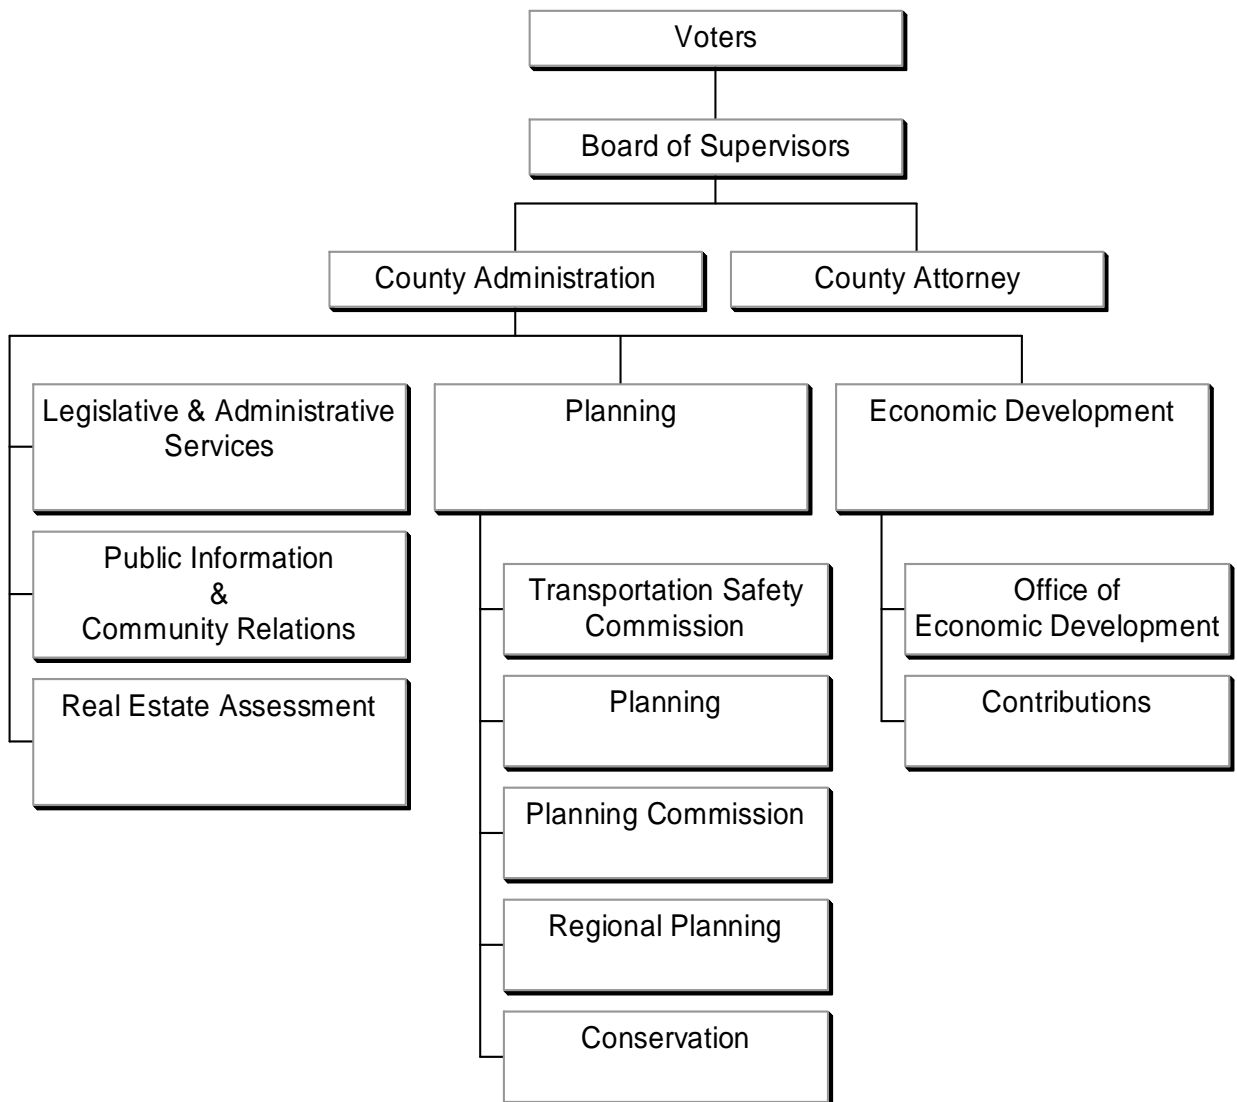 Voters
Board of Supervisors
County Administration
County Attorney
Legislative & Administrative
Services
Planning
Economic Development
Public Information
&
Community Relations
Transportation Safety
Commission
Office of
Economic Development
Real Estate Assessment
Planning
Contributions
Planning Commission
Regional Planning
Conservation